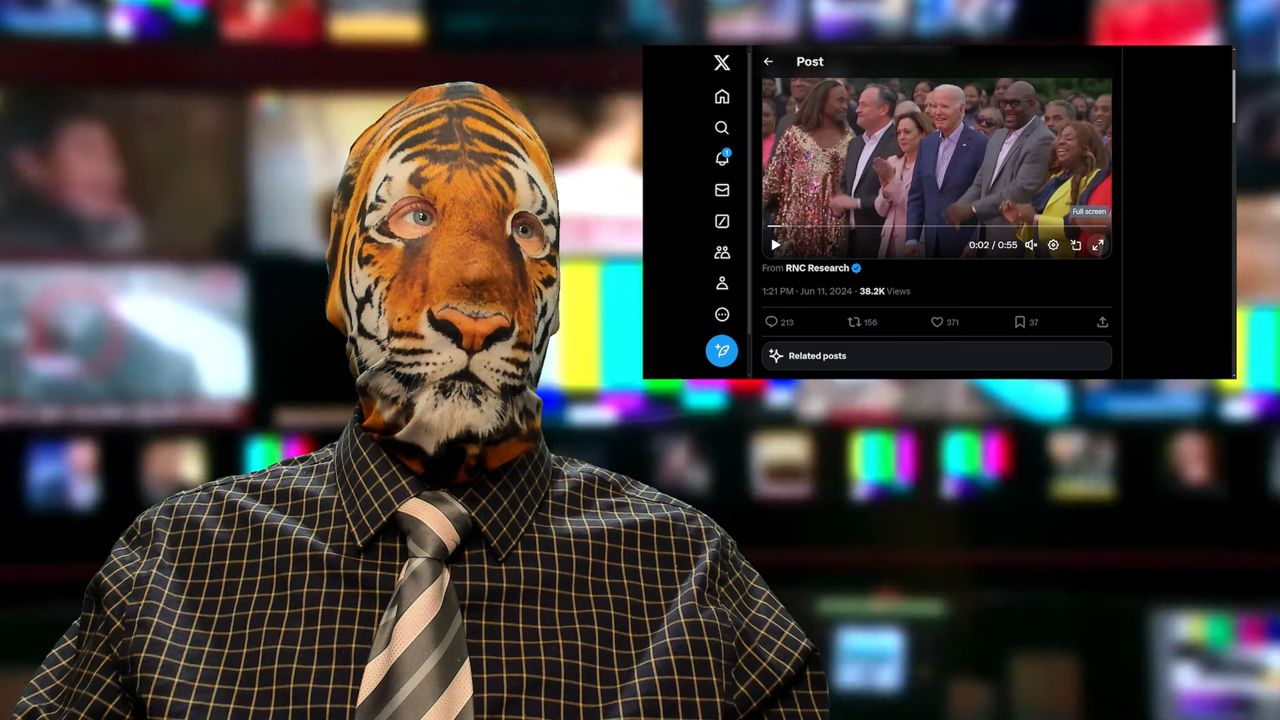 Post
Full screen
0:02 / 0:55
From RNC Research
1:21 PM · Jun 11, 2024 · 38.2K Views
213 156 371 37
Related posts